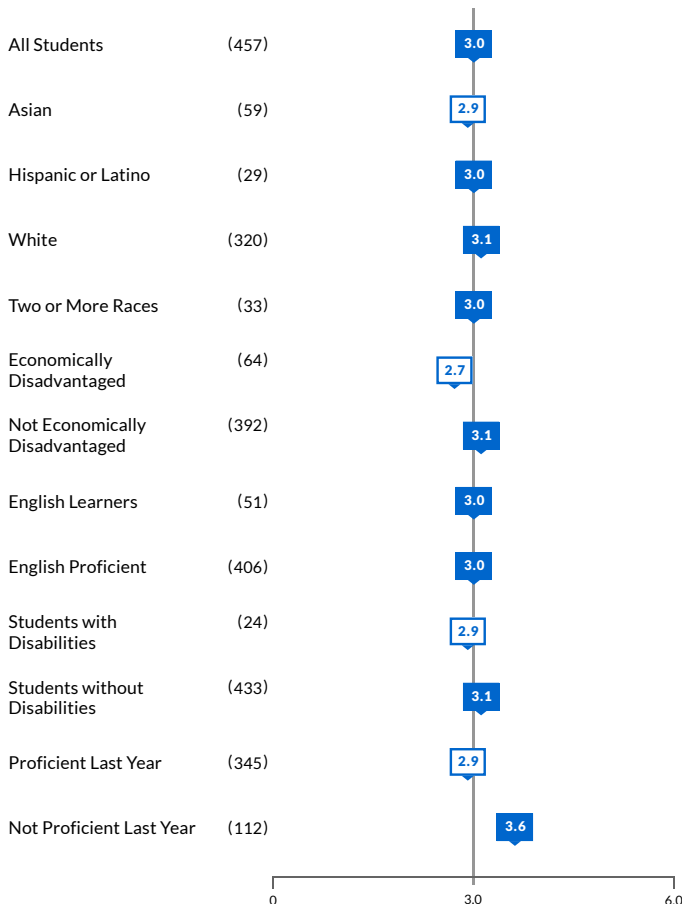 All Students (457) 3.0
Asian (59) 2.9
Hispanic or Latino (29) 3.0
White (320) 3.1
Two or More Races (33) 3.0
Economically (64)
Disadvantaged 2.7
Not Economically (392)
Disadvantaged 3.1
English Learners (51) 3.0
English Proficient (406) 3.0
Students with (24)
Disabilities 2.9
Students without (433)
Disabilities 3.1
Proficient Last Year (345) 2.9
Not Proficient Last Year (112) 3.6
0 3.0 6.0